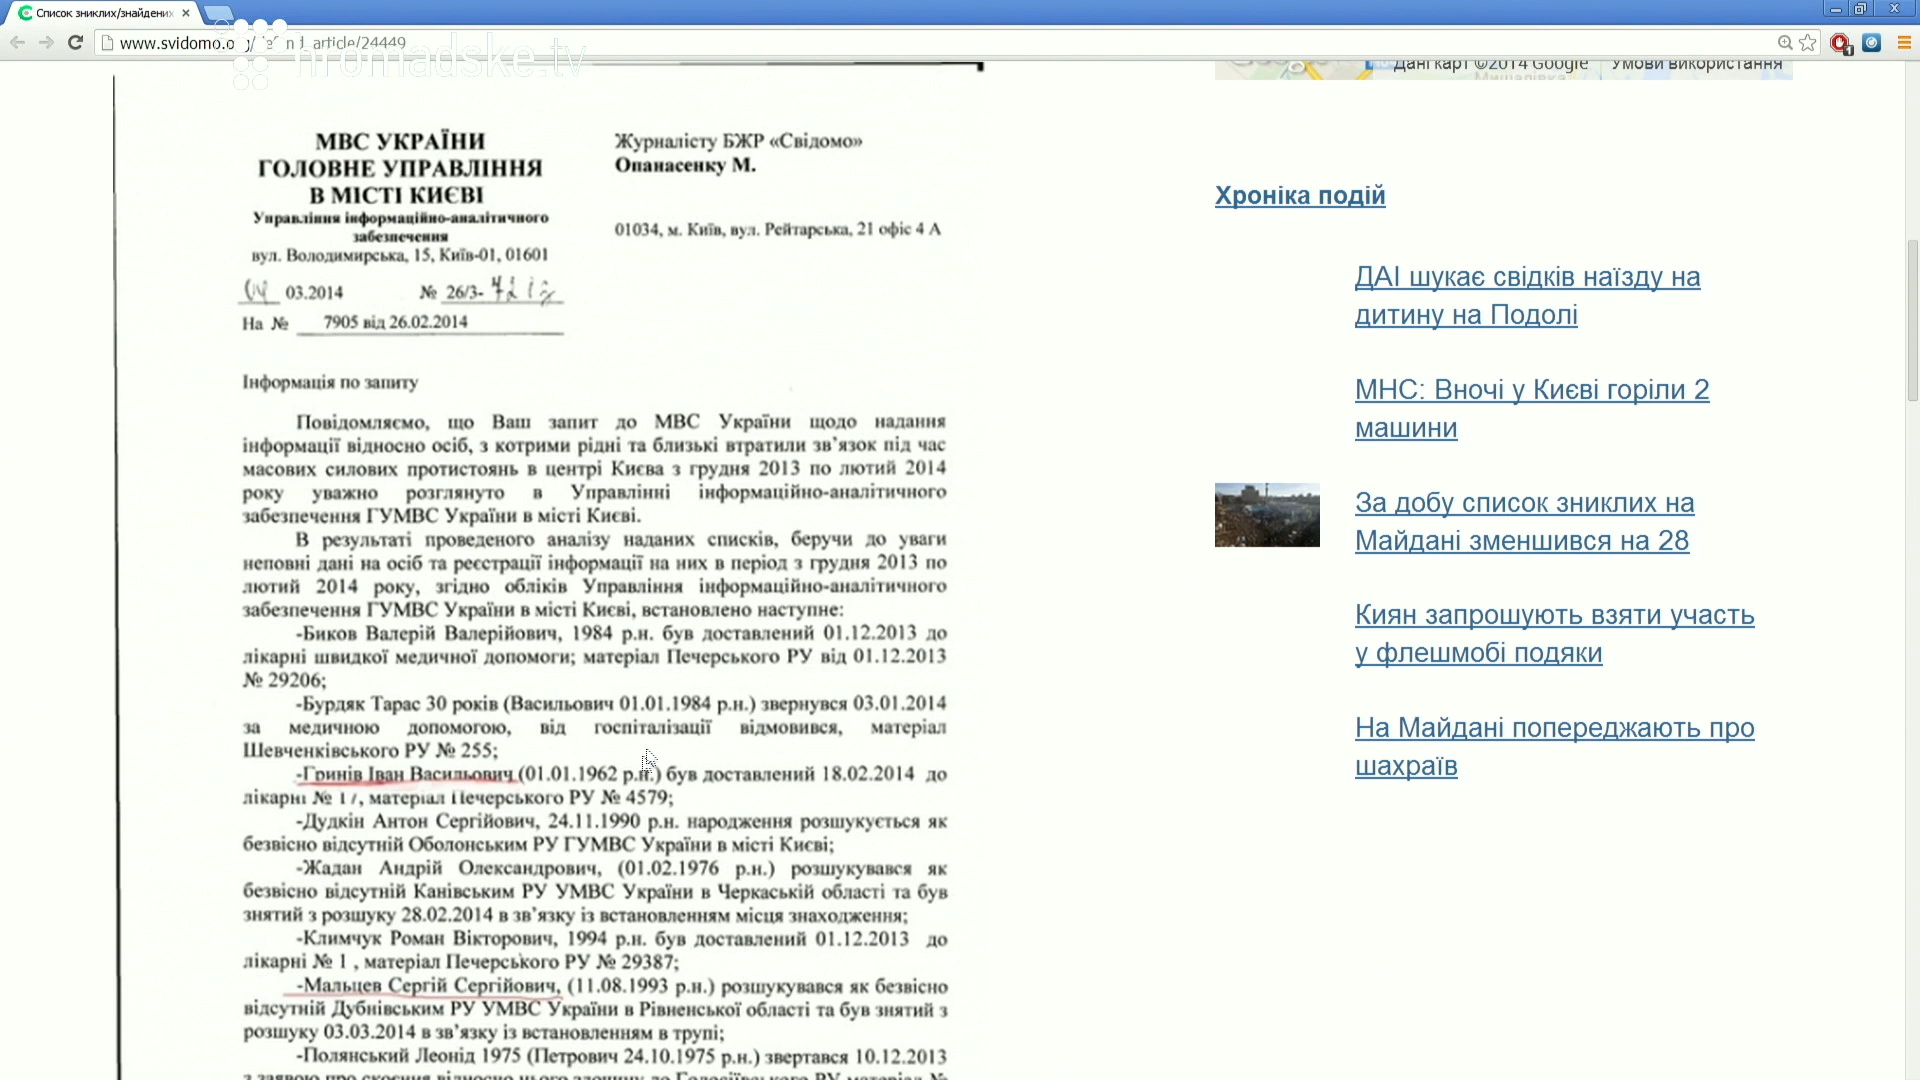 Список зниклих/знайдених
www.svidomo.org/
article/24449
hromadske.tv
Дані карт ©2014 Google Умови використання
МВС УКРАЇНИ
ГОЛОВНЕ УПРАВЛІННЯ
В МІСТІ КИЄВІ
Управління інформаційно-аналітичного
забезпечення
вул. Володимирська, 15, Київ-01, 01601
03.2014 № 26/3-
На № 7905 від 26.02.2014
Журналісту БЖР «Свідомо»
Опанасенку М.
01034, м. Київ, вул. Рейтарська, 21 офіс 4 А
Інформація по запиту
Повідомляємо, що Ваш запит до МВС України щодо надання
інформації відносно осіб, з котрими рідні та близькі втратили зв’язок під час
масових силових протистоянь в центрі Києва з грудня 2013 по лютий 2014
року уважно розглянуто в Управлінні інформаційно-аналітичного
забезпечення ГУМВС України в місті Києві.
В результаті проведеного аналізу наданих списків, беручи до уваги
неповні дані на осіб та реєстрації інформації на них в період з грудня 2013 по
лютий 2014 року, згідно обліків Управління інформаційно-аналітичного
забезпечення ГУМВС України в місті Києві, встановлено наступне:
-Биков Валерій Валерійович, 1984 р.н. був доставлений 01.12.2013 до
лікарні швидкої медичної допомоги; матеріал Печерського РУ від 01.12.2013
№ 29206;
-Бурдяк Тарас 30 років (Васильович 01.01.1984 р.н.) звернувся 03.01.2014
за медичною допомогою, від госпіталізації відмовився, матеріал
Шевченківського РУ № 255;
-Гринів Іван Васильович (01.01.1962 р.н.) був доставлений 18.02.2014 до
лікарні № 17, матеріал Печерського РУ № 4579;
-Дудкін Антон Сергійович, 24.11.1990 р.н. народження розшукується як
безвісно відсутній Оболонським РУ ГУМВС України в місті Києві;
-Жадан Андрій Олександрович, (01.02.1976 р.н.) розшукувався як
безвісно відсутній Канівським РУ УМВС України в Черкаській області та був
знятий з розшуку 28.02.2014 в зв’язку із встановленням місця знаходження;
-Климчук Роман Вікторович, 1994 р.н. був доставлений 01.12.2013 до
лікарні № 1 , матеріал Печерського РУ № 29387;
-Мальцев Сергій Сергійович, (11.08.1993 р.н.) розшукувався як безвісно
відсутній Дубнівським РУ УМВС України в Рівненської області та був знятий з
розшуку 03.03.2014 в зв’язку із встановленням в трупі;
-Полянський Леонід 1975 (Петрович 24.10.1975 р.н.) звертався 10.12.2013
Хроніка подій
ДАІ шукає свідків наїзду на
дитину на Подолі
МНС: Вночі у Києві горіли 2
машини
За добу список зниклих на
Майдані зменшився на 28
Киян запрошують взяти участь
у флешмобі подяки
На Майдані попереджають про
шахраїв